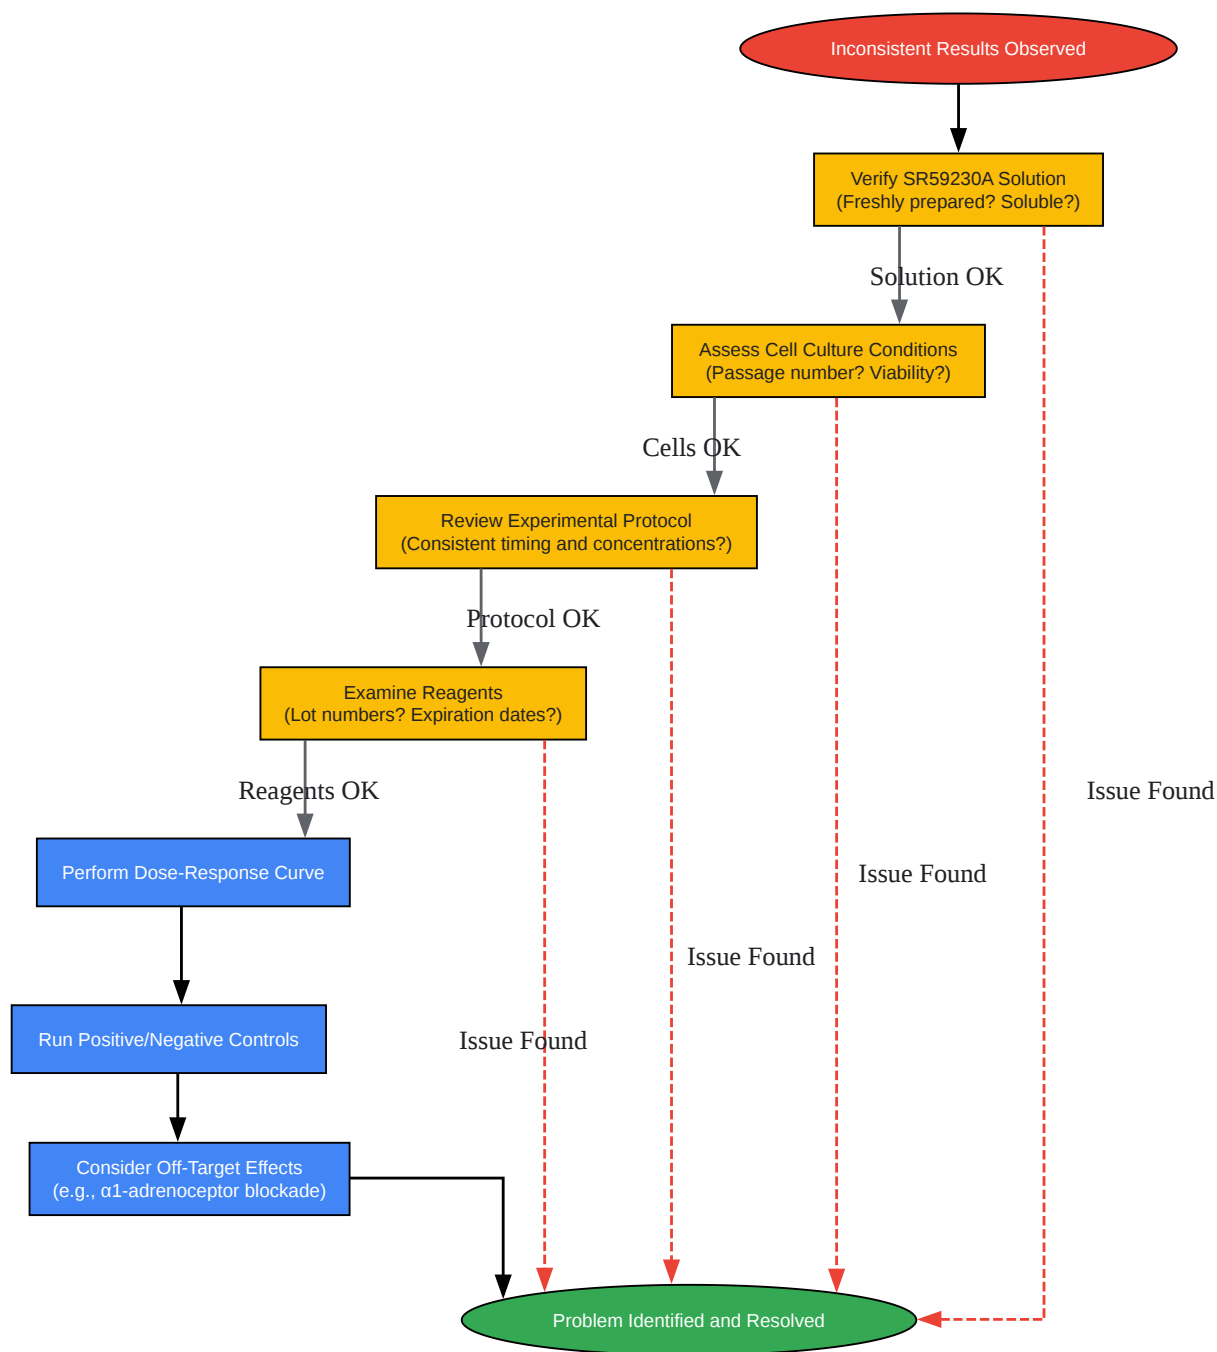 Inconsistent Results Observed
Verify SR59230A Solution
(Freshly prepared? Soluble?)
Solution OK
Assess Cell Culture Conditions
(Passage number? Viability?)
Cells OK
Review Experimental Protocol
(Consistent timing and concentrations?)
Protocol OK
Examine Reagents
(Lot numbers? Expiration dates?)
Reagents OK
Issue Found
Perform Dose-Response Curve
Issue Found
Issue Found
Run Positive/Negative Controls
Issue Found
Consider Off-Target Effects
(e.g., α1-adrenoceptor blockade)
Problem Identified and Resolved